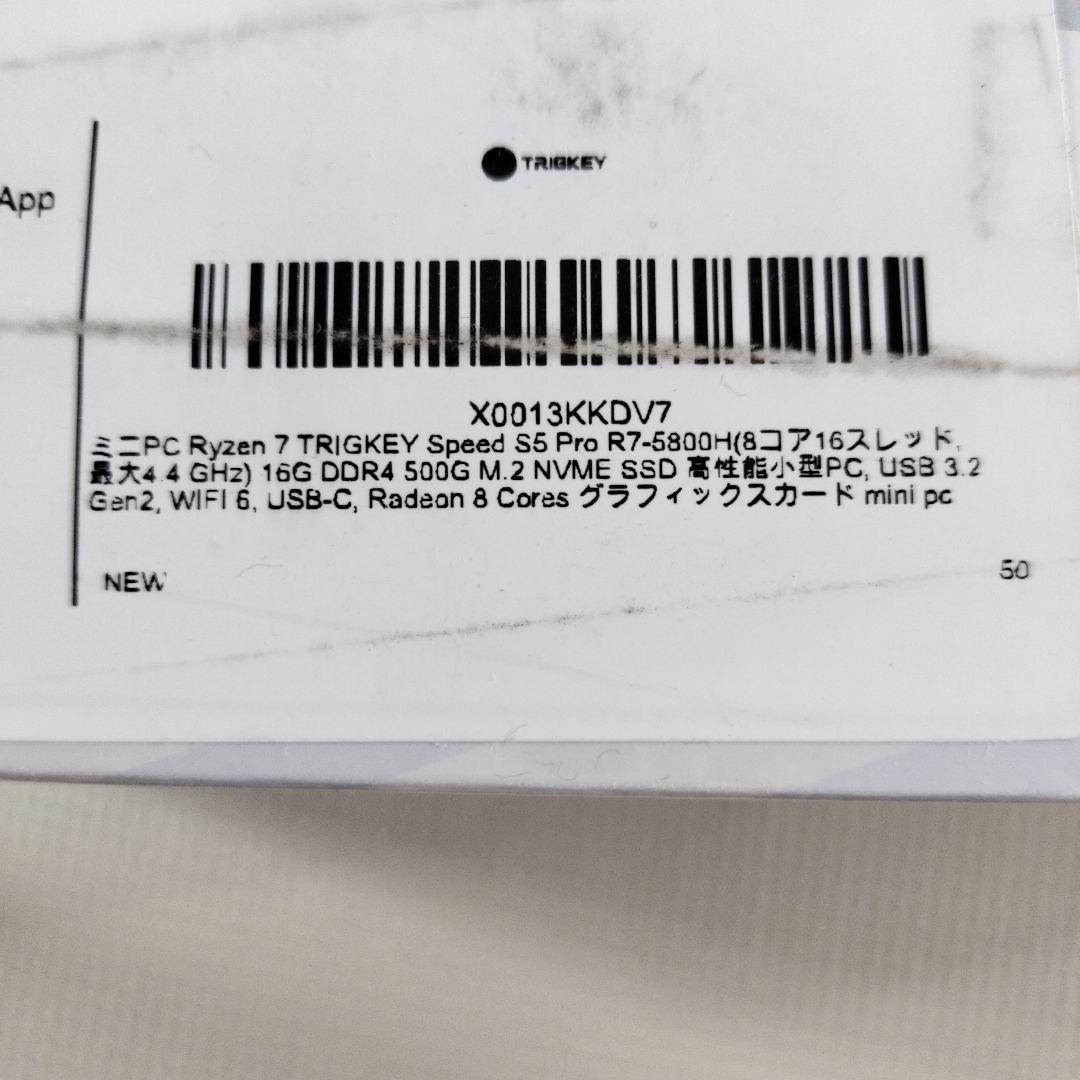 TRIGKEY
App
X0013KKDV7
ミニPC Ryzen 7 TRIGKEY Speed S5 Pro R7-5800H(8コア16スレッド,
最大4.4 GHz) 16G DDR4 500G M.2 NVME SSD 高性能小型PC, USB 3.2
Gen2, WIFI 6, USB-C, Radeon 8 Cores グラフィックスカード mini pc
NEW
50